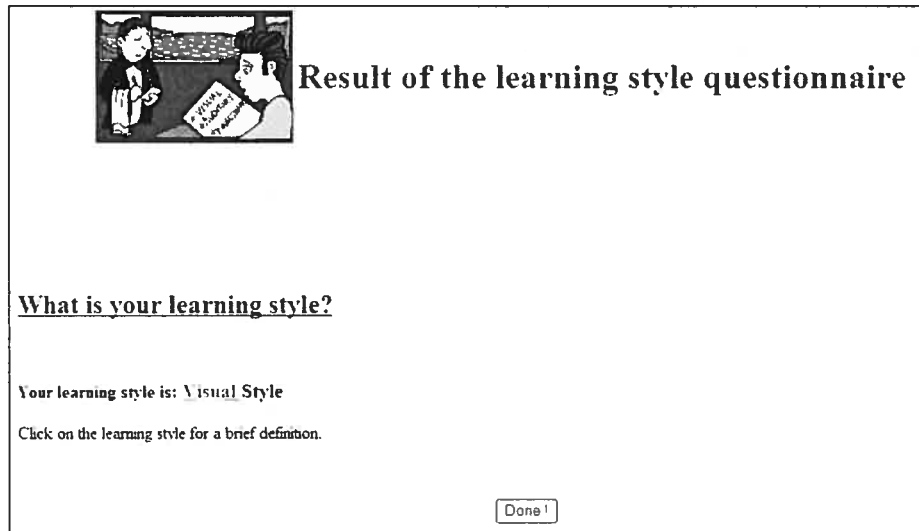 # VISUAL
Result of the learning style questionnaire
What is your learning style?
Your learning style is: Visual Style
Click on the learning style for a brief definition.
Done!